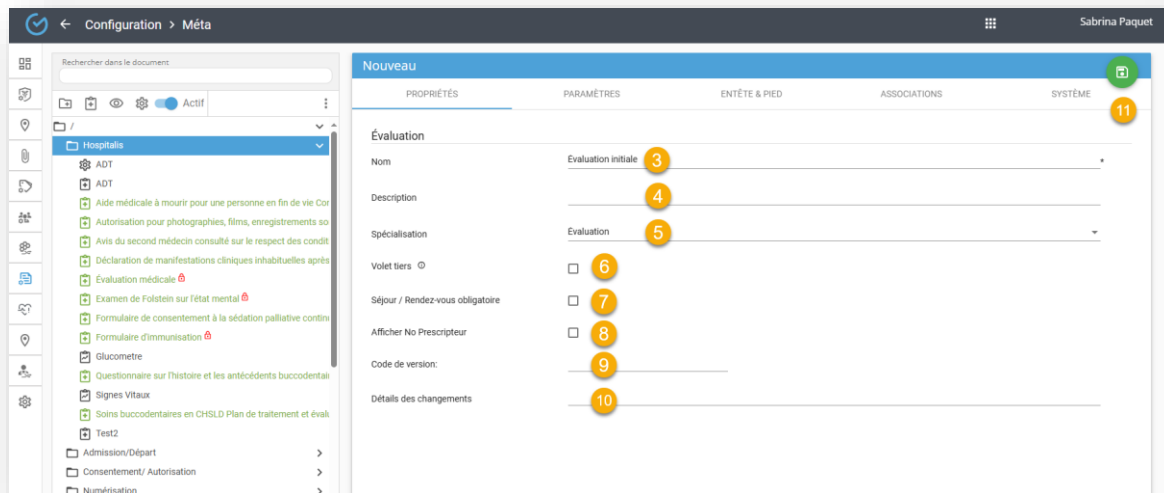 Configuration > Méta
Sabrina Paquet
Rechercher dans le document
Actif
/
Hospitalis
ADT
ADT
Aide médicale à mourir pour une personne en fin de vie Cor
Autorisation pour photographies, films, enregistrements so
Avis du second médecin consulté sur le respect des condit
Déclaration de manifestations cliniques inhabituelles après
Évaluation médicale
Examen de Folstein sur l'état mental
Formulaire de consentement à la sédation palliative contin
Formulaire d'immunisation
Glucometre
Questionnaire sur l'histoire et les antécédents buccodentai
Signes Vitaux
Soins buccodentaires en CHSLD Plan de traitement et évalu
Test2
Admission/Départ
Consentement/ Autorisation
Numérisation
Nouveau
PROPRIÉTÉS PARAMÈTRES ENTÊTE & PIED ASSOCIATIONS SYSTÈME
11
Évaluation
Nom Évaluation initiale 3 *
Description 4
Spécialisation Évaluation 5
Volet tiers 6
Séjour / Rendez-vous obligatoire 7
Afficher No Prescripteur 8
Code de version: 9
Détails des changements 10